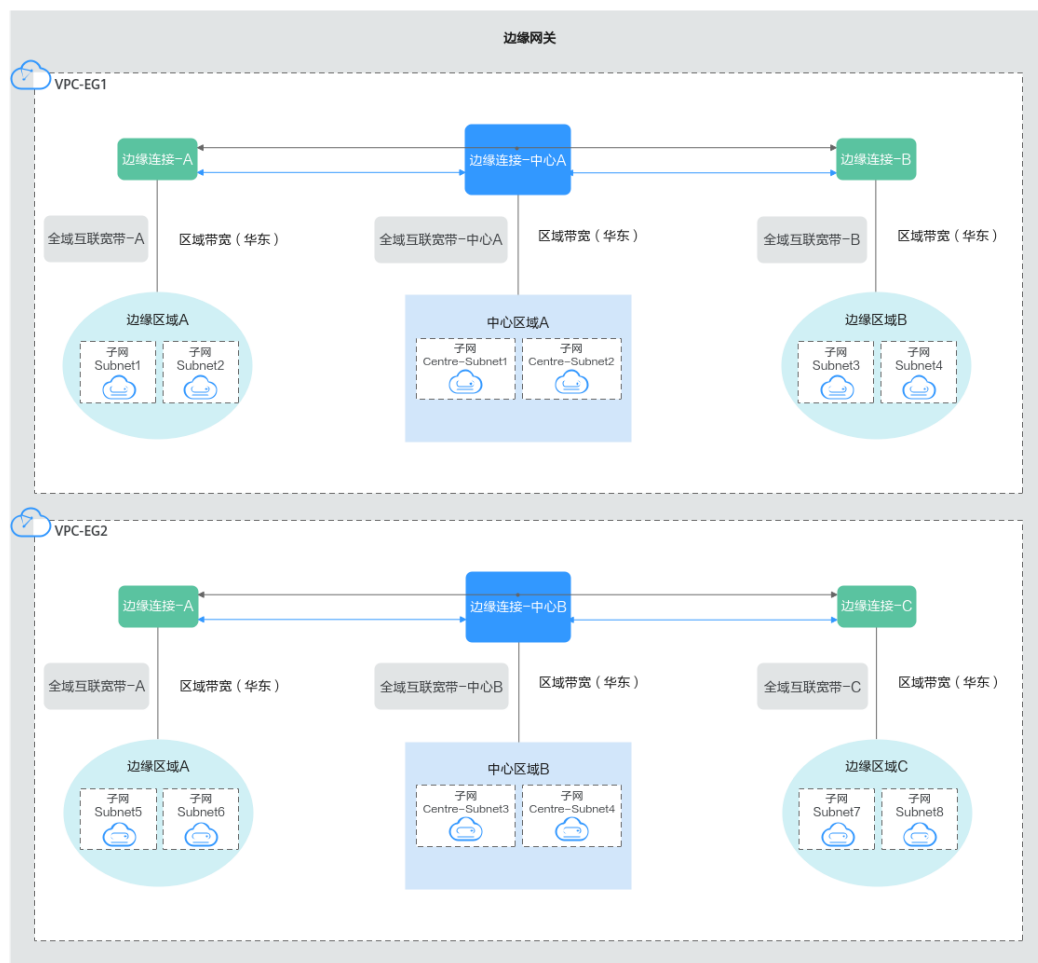 边缘网关
VPC-EG1
边缘连接-A
边缘连接-中心A
边缘连接-B
全域互联宽带-A
区域带宽（华东）
全域互联宽带-中心A
区域带宽（华东）
全域互联宽带-B
区域带宽（华东）
边缘区域A
子网
Subnet1
子网
Subnet2
中心区域A
子网
Centre-Subnet1
子网
Centre-Subnet2
边缘区域B
子网
Subnet3
子网
Subnet4
VPC-EG2
边缘连接-A
边缘连接-中心B
边缘连接-C
全域互联宽带-A
区域带宽（华东）
全域互联宽带-中心B
区域带宽（华东）
全域互联宽带-C
区域带宽（华东）
边缘区域A
子网
Subnet5
子网
Subnet6
中心区域B
子网
Centre-Subnet3
子网
Centre-Subnet4
边缘区域C
子网
Subnet7
子网
Subnet8